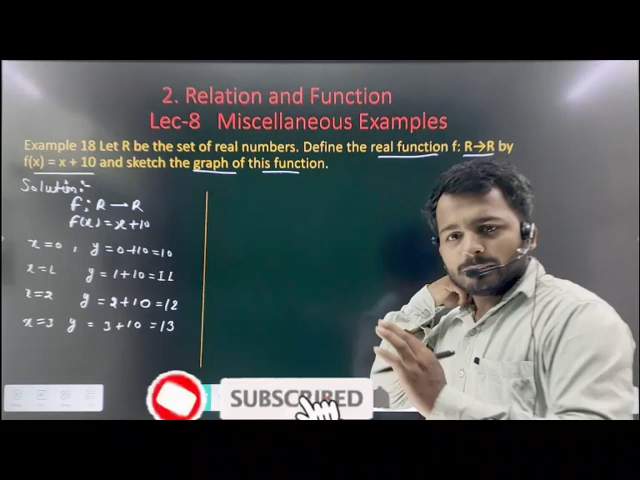 2. Relation and Function
Lec-8 Miscellaneous Examples
Example 18 Let R be the set of real numbers. Define the real function f: R→R by
f(x) = x + 10 and sketch the graph of this function.
Solution:-
f: R → R
f(x) = x+10
x=0, y = 0+10 = 10
x=1 y = 1+10 = 11
x=2 y = 2+10 = 12
x=3 y = 3+10 = 13
SUBSCRIBED